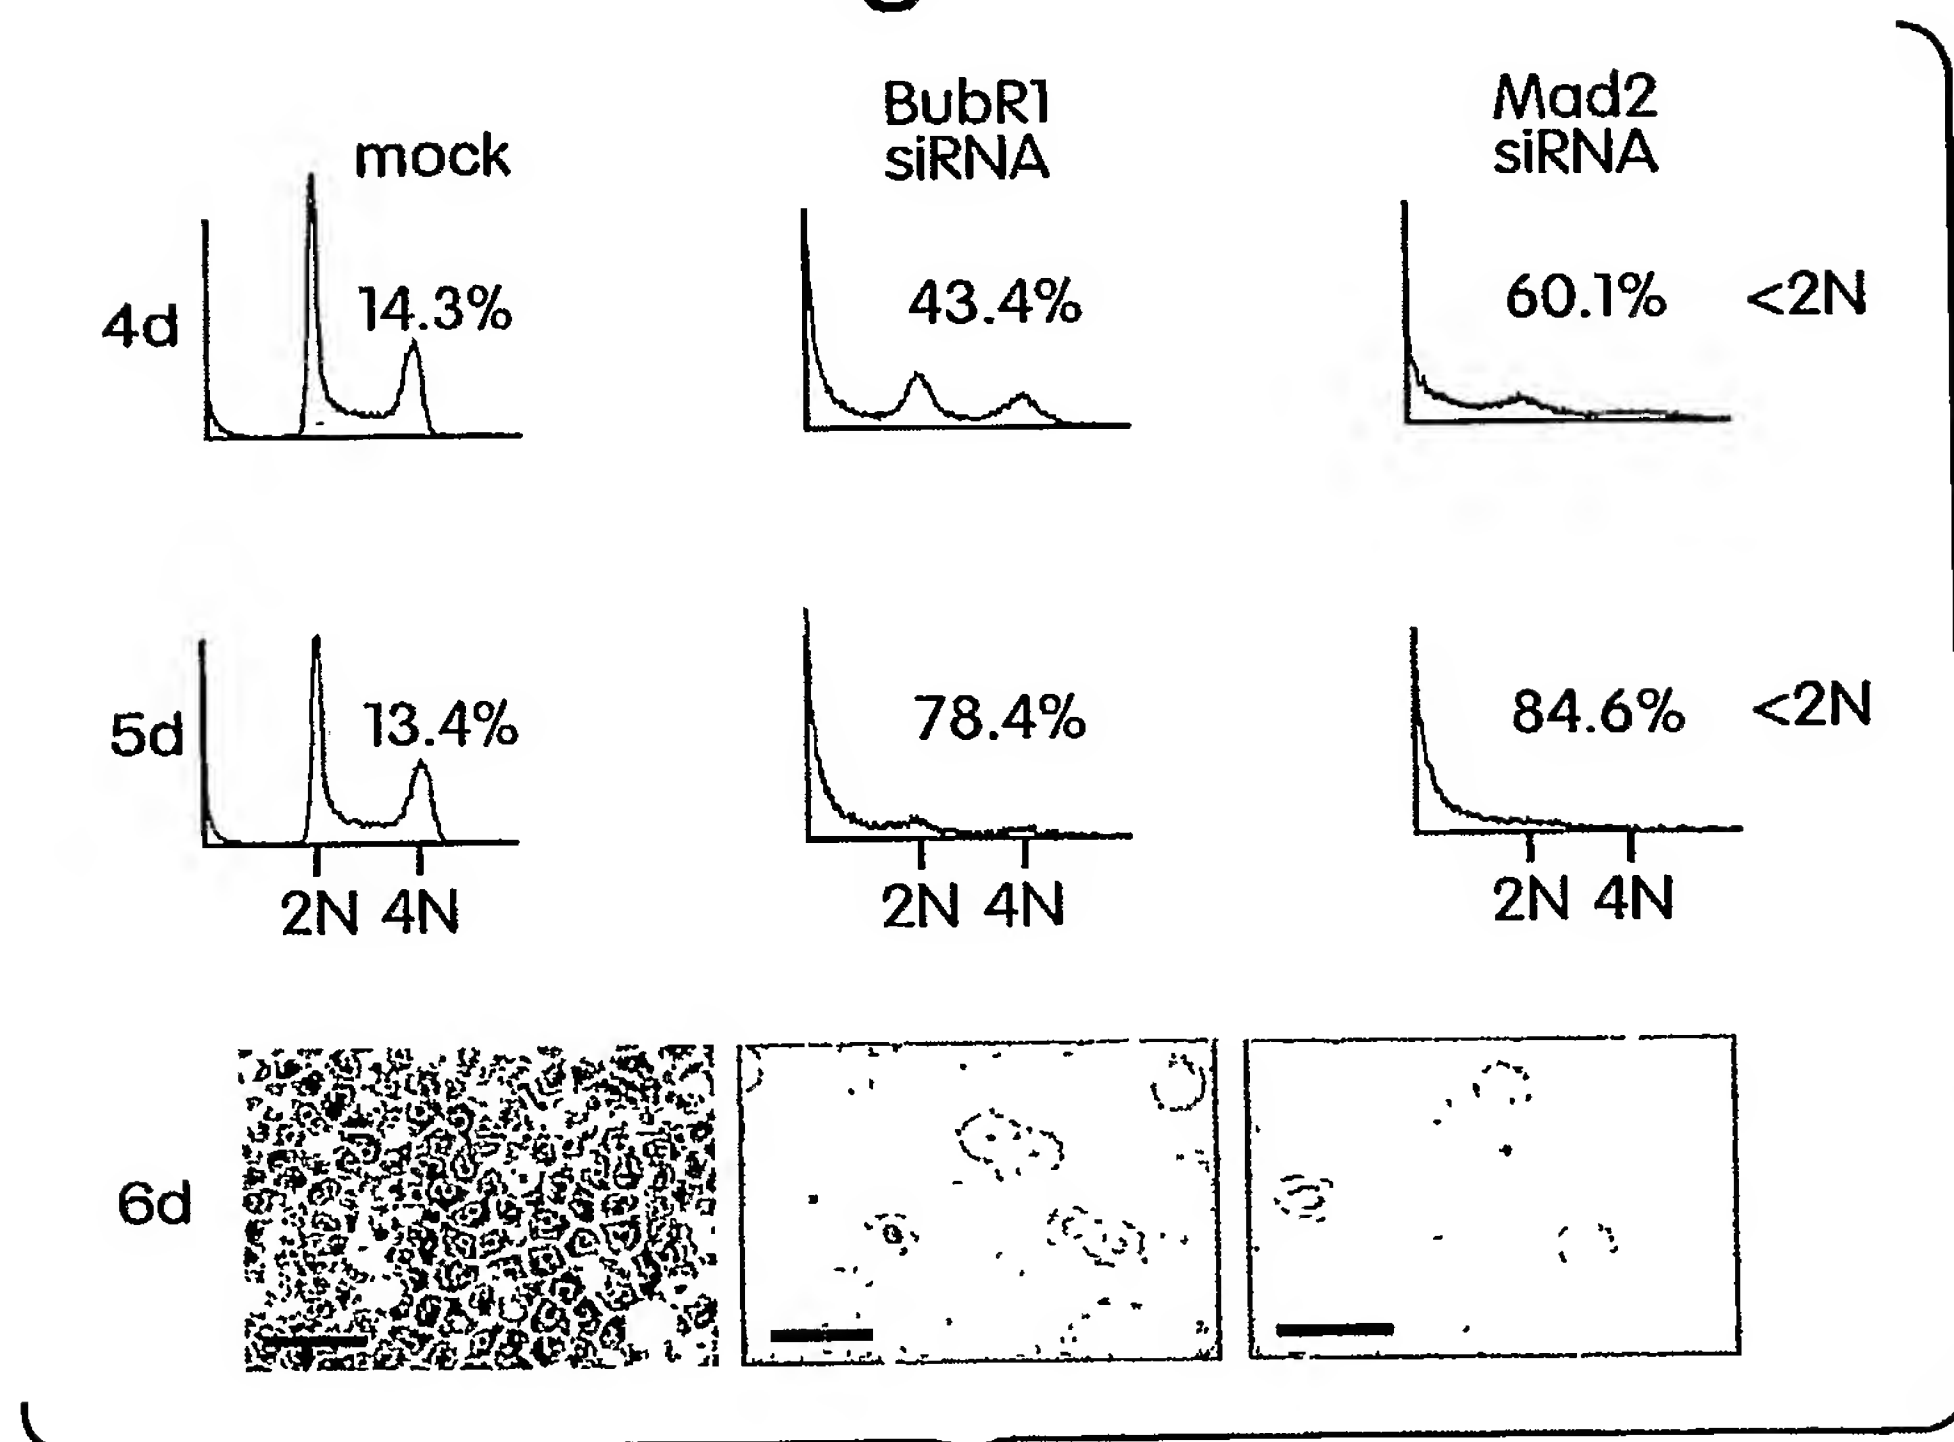 mock
BubR1
siRNA
Mad2
siRNA
4d
14.3%
43.4%
60.1%
<2N
5d
13.4%
78.4%
84.6%
<2N
2N 4N
2N 4N
2N 4N
6d